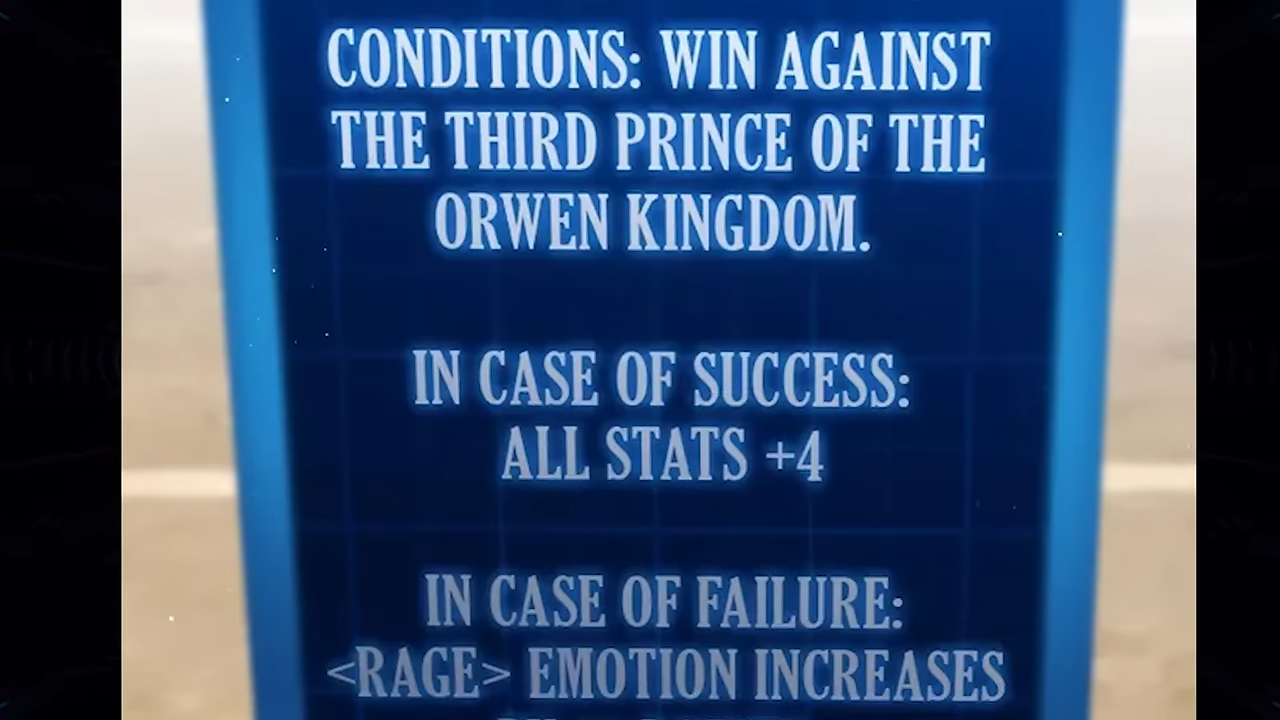 CONDITIONS: WIN AGAINST
THE THIRD PRINCE OF THE
ORWEN KINGDOM.
IN CASE OF SUCCESS:
ALL STATS +4
IN CASE OF FAILURE:
<RAGE> EMOTION INCREASES